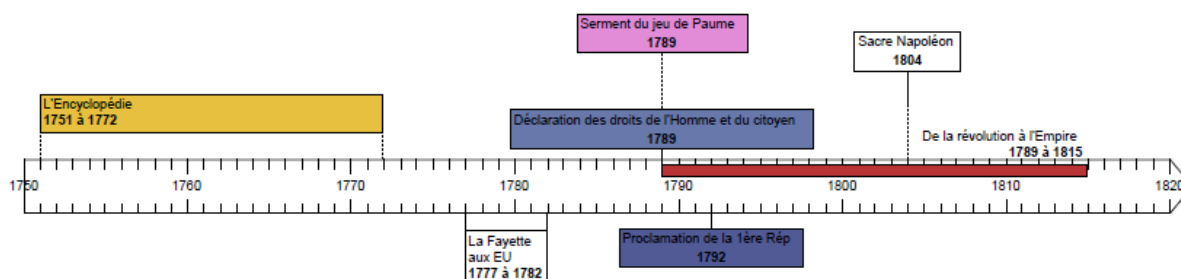 Serment du jeu de Paume
1789
Sacre Napoléon
1804
L'Encyclopédie
1751 à 1772
Déclaration des droits de l'Homme et du citoyen
1789
De la révolution à l'Empire
1789 à 1815
1750 1760 1770 1780 1790 1800 1810 1820
La Fayette
aux EU
1777 à 1782
Proclamation de la 1ère Rép
1792